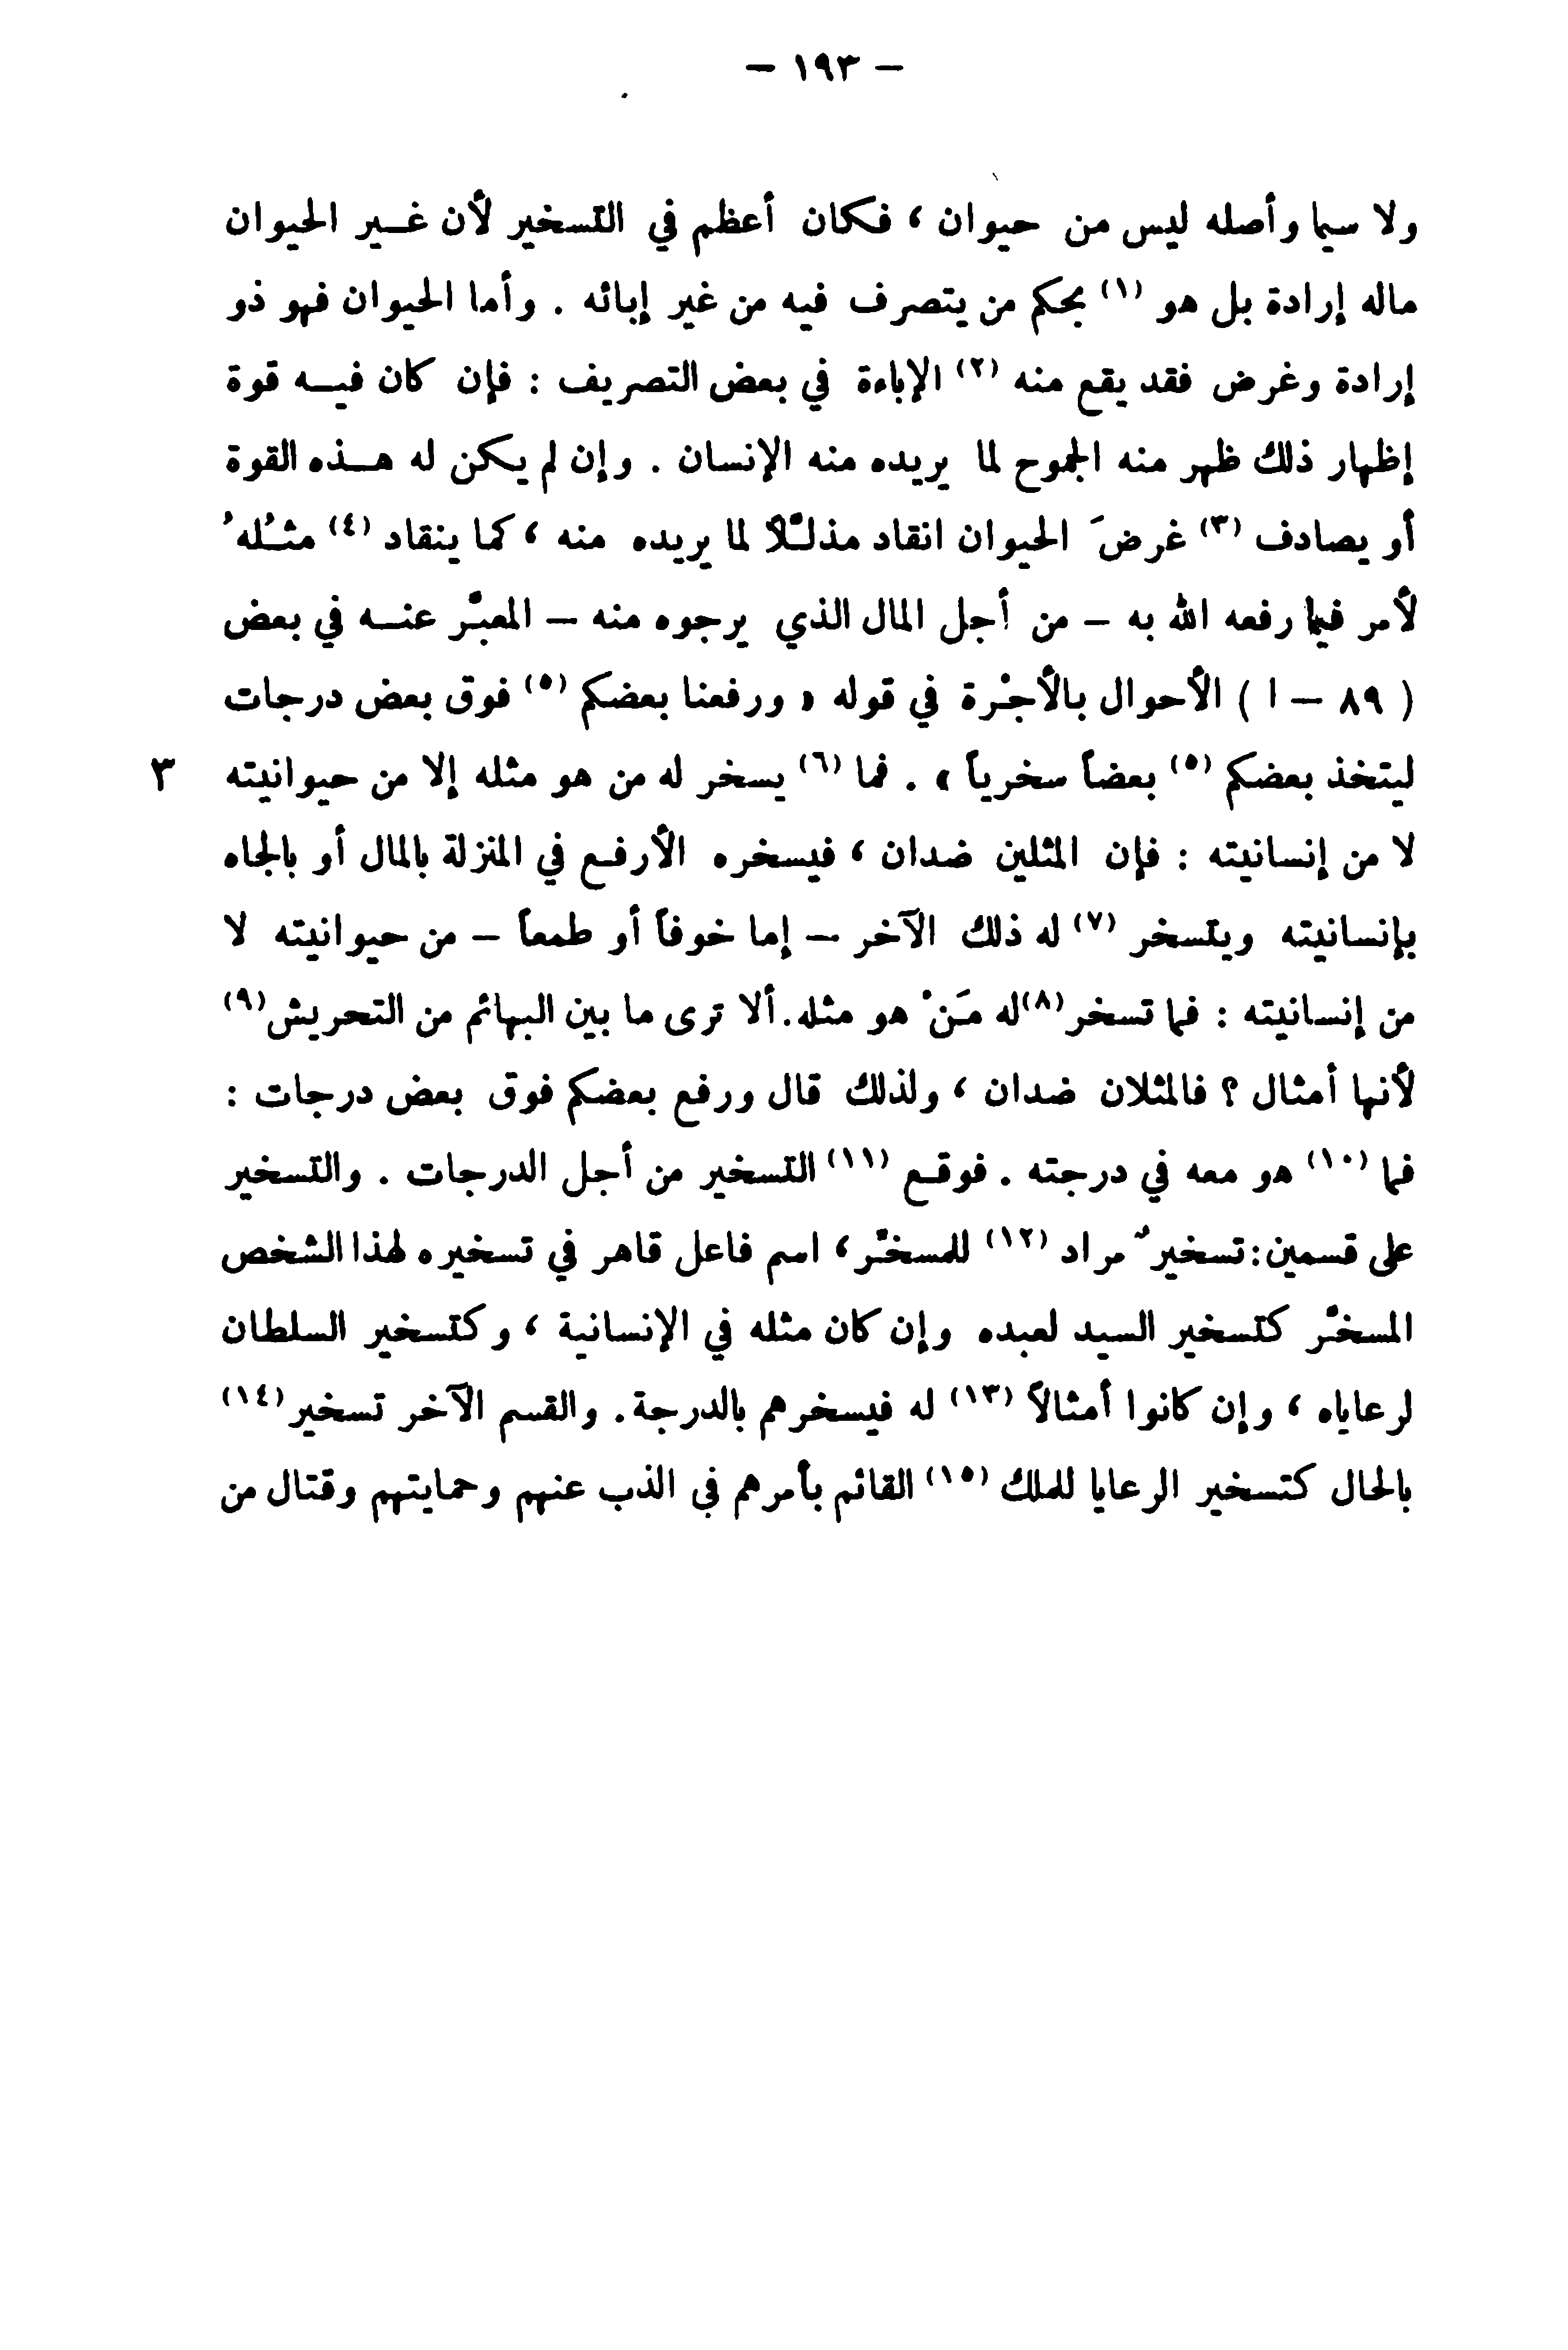 – ١٩٣ –
ولا سيما وأصله ليس من حيوان ، فكان أعظم في التسخير لأن غير الحيوان
ماله إرادة بل هو (١) بحكم من يتصرف فيه من غير إبائه . وأما الحيوان فهو ذو
إرادة وغرض فقد يقع منه (٢) الإباءة في بعض التصريف : فإن كان فيه قوة
إظهار ذلك ظهر منه الجموح لما يريده منه الإنسان . وإن لم يكن له هذه القوة
أو يصادف (٣) غرضَ الحيوان انقاد مذلَّلاً لما يريده منه ، كما ينقاد (٤) مثـُلهُ
لأمر فيما رفعه الله به – من أجل المال الذي يرجوه منه – المعبَّر عنه في بعض
( ٨٩ – ا ) الأحوال بالأجْرة في قوله « ورفعنا بعضكم (٥) فوق بعض درجات
ليتخذ بعضكم (٥) بعضاً سخرياً » . فما (٦) يسخر له من هو مثله إلا من حيوانيته ٣
لا من إنسانيته : فإن المثلين ضدان ، فيسخره الأرفع في المنزلة بالمال أو بالجاه
بإنسانيته ويتسخر (٧) له ذلك الآخر – إما خوفاً أو طمعاً – من حيوانيته لا
من إنسانيته : فما تسخر (٨) له مَنْ هو مثله. ألا ترى ما بين البهائم من التحريش (٩)
لأنها أمثال ؟ فالمثلان ضدان ، ولذلك قال ورفع بعضكم فوق بعض درجات :
فما (١٠) هو معه في درجته . فوقع (١١) التسخير من أجل الدرجات . والتسخير
على قسمين : تسخيرٌ مراد (١٢) للمسخِّر ، اسم فاعل قاهر في تسخيره لهذا الشخص
المسخَّر كتسخير السيد لعبده وإن كان مثله في الإنسانية ، وكتسخير السلطان
لرعاياه ، وإن كانوا أمثالاً (١٣) له فيسخرهم بالدرجة . والقسم الآخر تسخير (١٤)
بالحال كتسخير الرعايا للملك (١٥) القائم بأمرهم في الذب عنهم وحمايتهم وقتال من